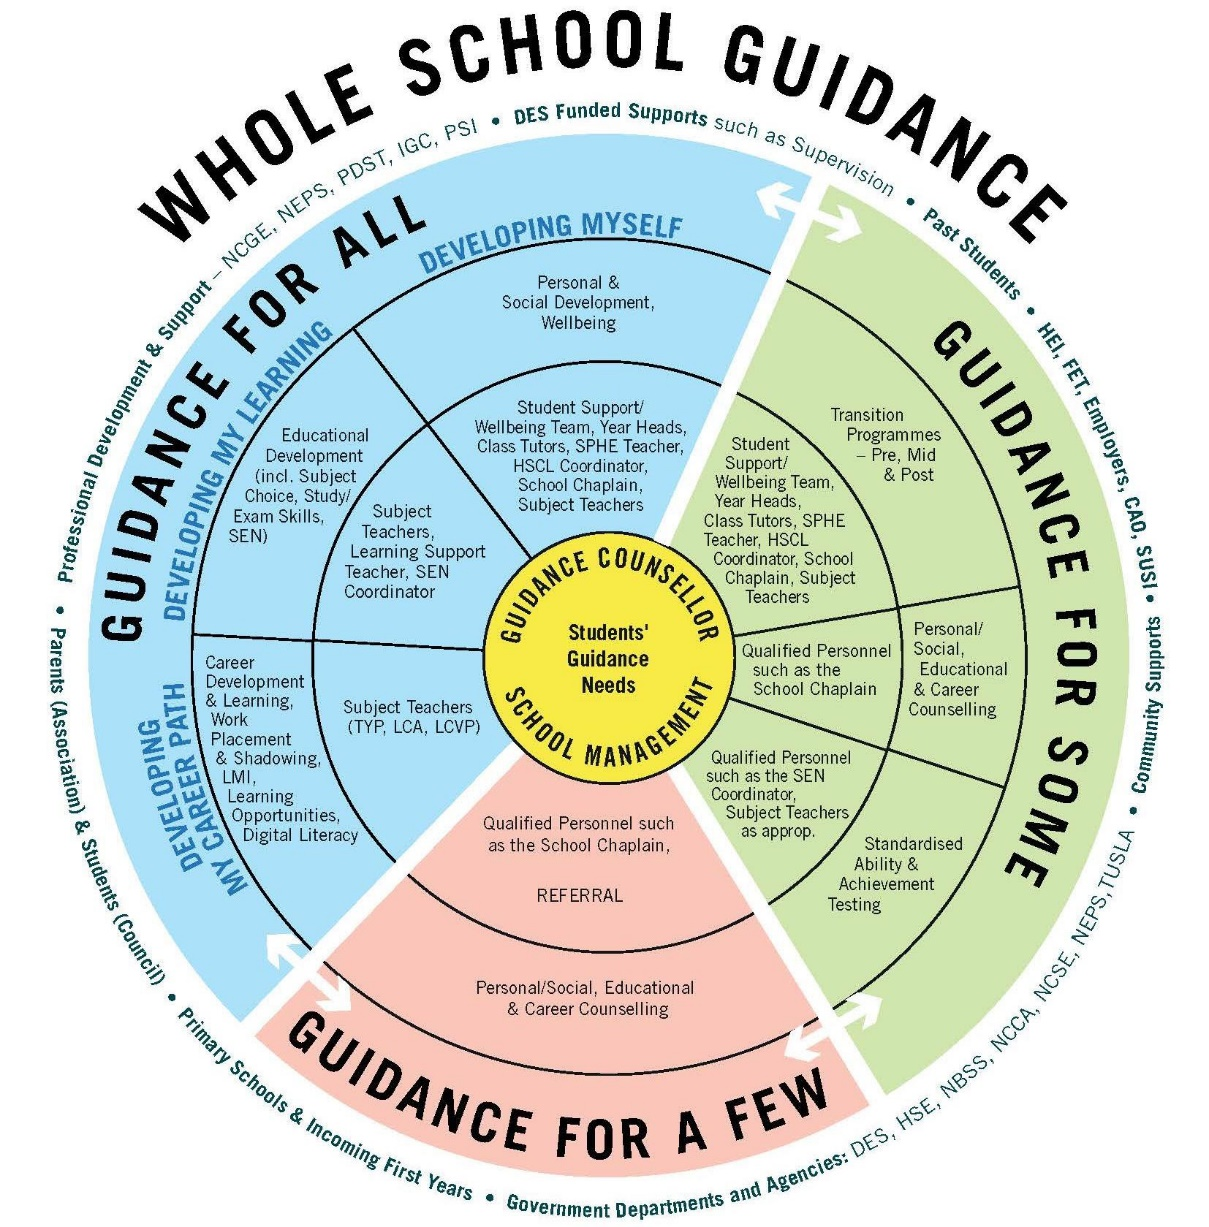 WHOLE SCHOOL GUIDANCE
Professional Development & Support – NCGE, NEPS, PDST, IGC, PSI • DES Funded Supports such as Supervision • Past Students • HEI, FET, Employers, CAO, SUSI • Community Supports •
Parents (Association) & Students (Council) • Primary Schools & Incoming First Years • Government Departments and Agencies: DES, HSE, NBSS, NCCA, NCSE, NEPS, TUSLA •
GUIDANCE FOR ALL
DEVELOPING MYSELF
Personal &
Social Development,
Wellbeing
Student Support/
Wellbeing Team, Year Heads,
Class Tutors, SPHE Teacher,
HSCL Coordinator,
School Chaplain,
Subject Teachers
DEVELOPING MY LEARNING
Educational
Development
(incl. Subject
Choice, Study/
Exam Skills,
SEN)
Subject
Teachers,
Learning Support
Teacher, SEN
Coordinator
DEVELOPING
MY CAREER PATH
Career
Development
& Learning,
Work
Placement
& Shadowing,
LMI,
Learning
Opportunities,
Digital Literacy
Subject Teachers
(TYP, LCA, LCVP)
GUIDANCE FOR SOME
Transition
Programmes
– Pre, Mid
& Post
Student
Support/
Wellbeing Team,
Year Heads,
Class Tutors, SPHE
Teacher, HSCL
Coordinator, School
Chaplain, Subject
Teachers
Personal/
Social,
Educational
& Career
Counselling
Qualified Personnel
such as the
School Chaplain
Qualified Personnel
such as the SEN
Coordinator,
Subject Teachers
as approp.
Standardised
Ability &
Achievement
Testing
GUIDANCE COUNSELLOR
Students'
Guidance
Needs
SCHOOL MANAGEMENT
Qualified Personnel such
as the School Chaplain,
REFERRAL
Personal/Social, Educational
& Career Counselling
GUIDANCE FOR A FEW